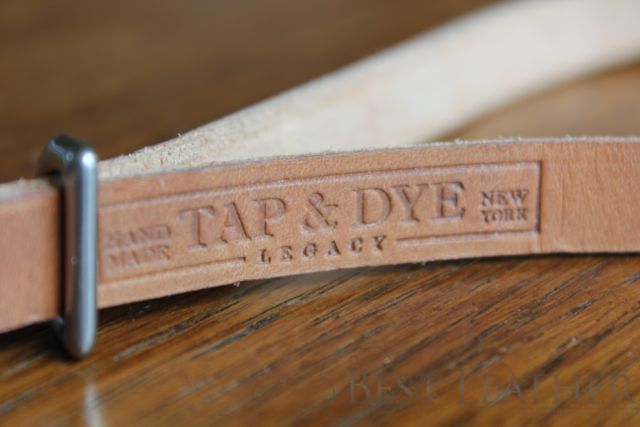 HAND MADE
TAP & DYE
NEW YORK
LEGACY
BEST LEATHER